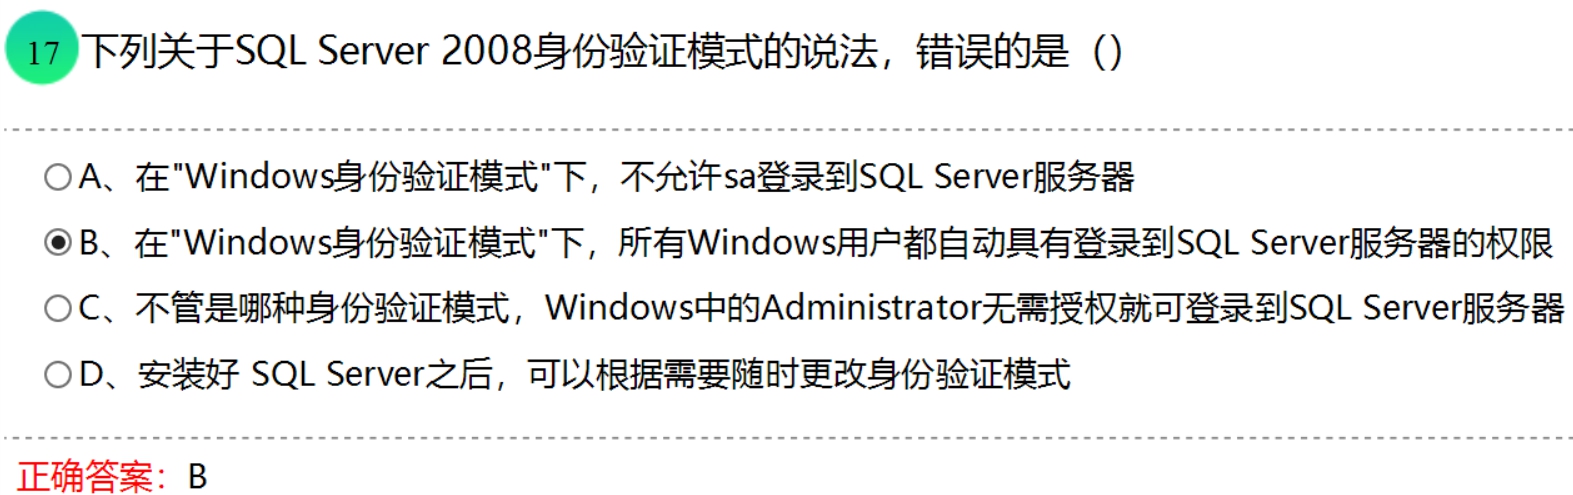 17 下列关于SQL Server 2008身份验证模式的说法，错误的是（）
A、在"Windows身份验证模式"下，不允许sa登录到SQL Server服务器
B、在"Windows身份验证模式"下，所有Windows用户都自动具有登录到SQL Server服务器的权限
C、不管是哪种身份验证模式，Windows中的Administrator无需授权就可登录到SQL Server服务器
D、安装好 SQL Server之后，可以根据需要随时更改身份验证模式
正确答案：B